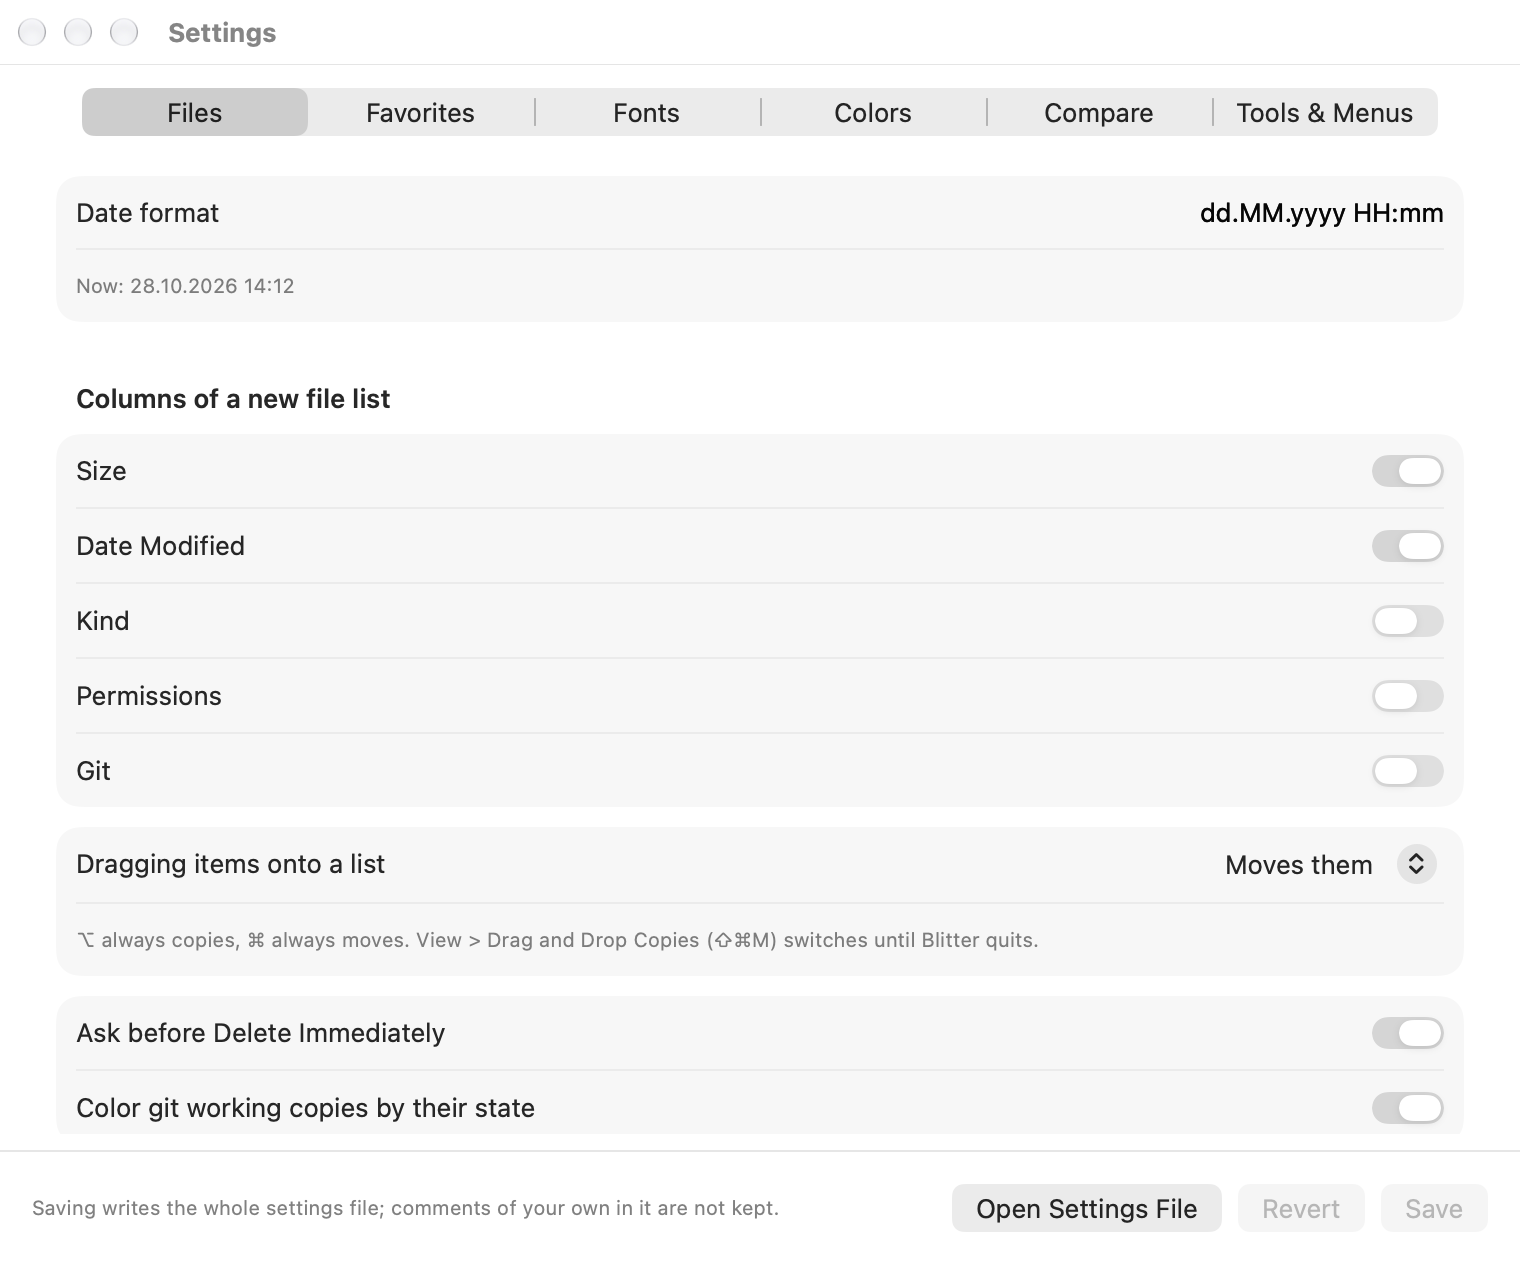 Settings
Files
Favorites
Fonts
Colors
Compare
Tools & Menus
Date format
dd.MM.yyyy HH:mm
Now: 28.10.2026 14:12
Columns of a new file list
Size
Date Modified
Kind
Permissions
Git
Dragging items onto a list
Moves them
⌥ always copies, ⌘ always moves. View > Drag and Drop Copies (⇧⌘M) switches until Blitter quits.
Ask before Delete Immediately
Color git working copies by their state
Saving writes the whole settings file; comments of your own in it are not kept.
Open Settings File
Revert
Save